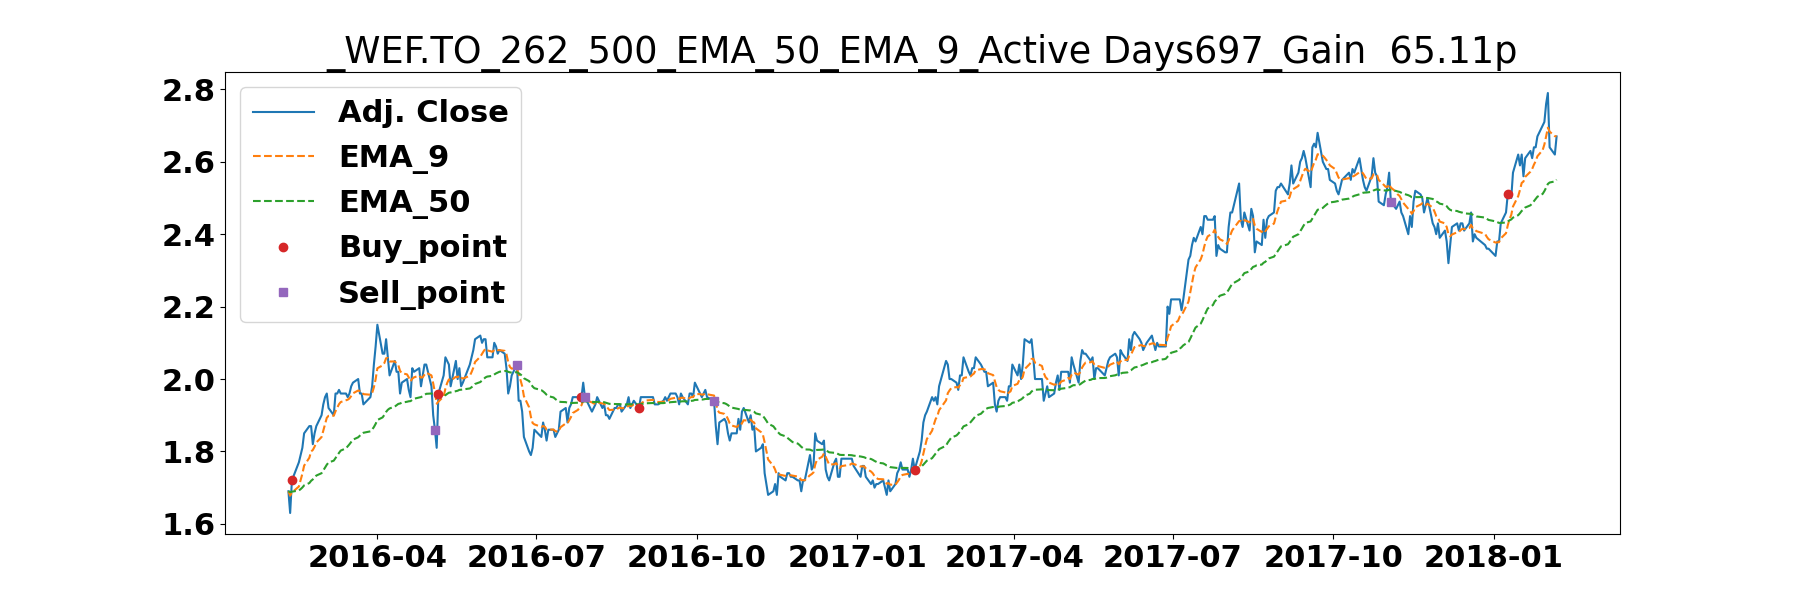 _WEF.TO_262_500_EMA_50_EMA_9_Active Days697_Gain  65.11p
2.8
2.6
2.4
2.2
2.0
1.8
1.6
Adj. Close
EMA_9
EMA_50
Buy_point
Sell_point
2016-04 2016-07 2016-10 2017-01 2017-04 2017-07 2017-10 2018-01